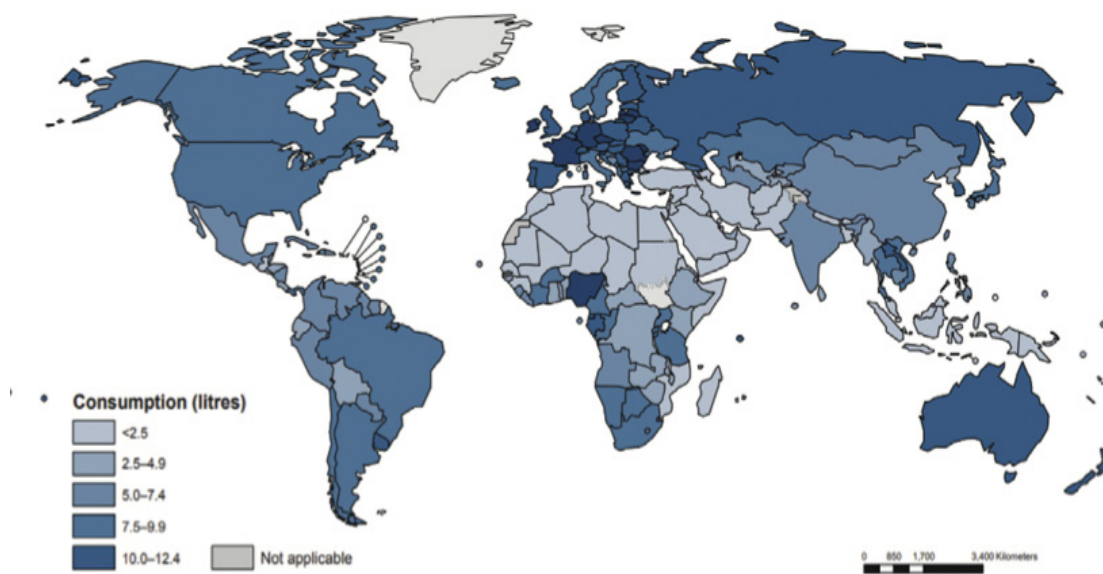 Consumption (litres)
<2.5
2.5–4.9
5.0–7.4
7.5–9.9
10.0–12.4
Not applicable
0 850 1,700 3,400 Kilometers